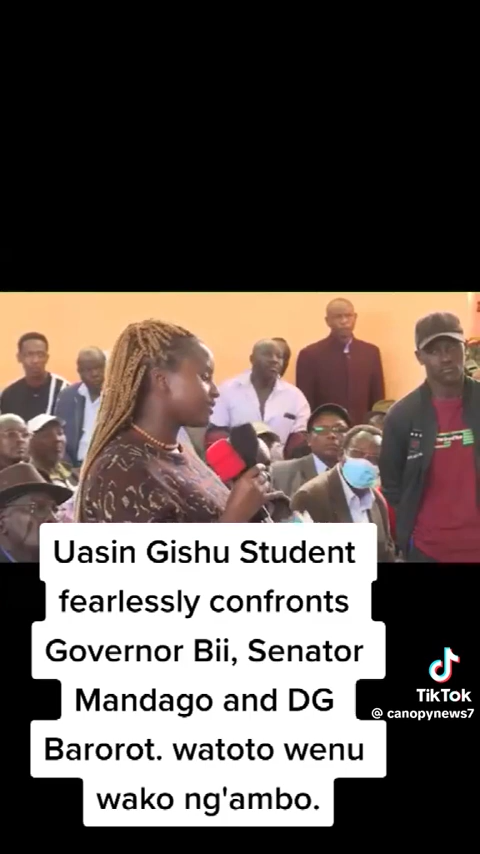 Uasin Gishu Student
fearlessly confronts
Governor Bii, Senator
Mandago and DG
Barorot. watoto wenu
wako ng'ambo.
TikTok
@ canopynews7